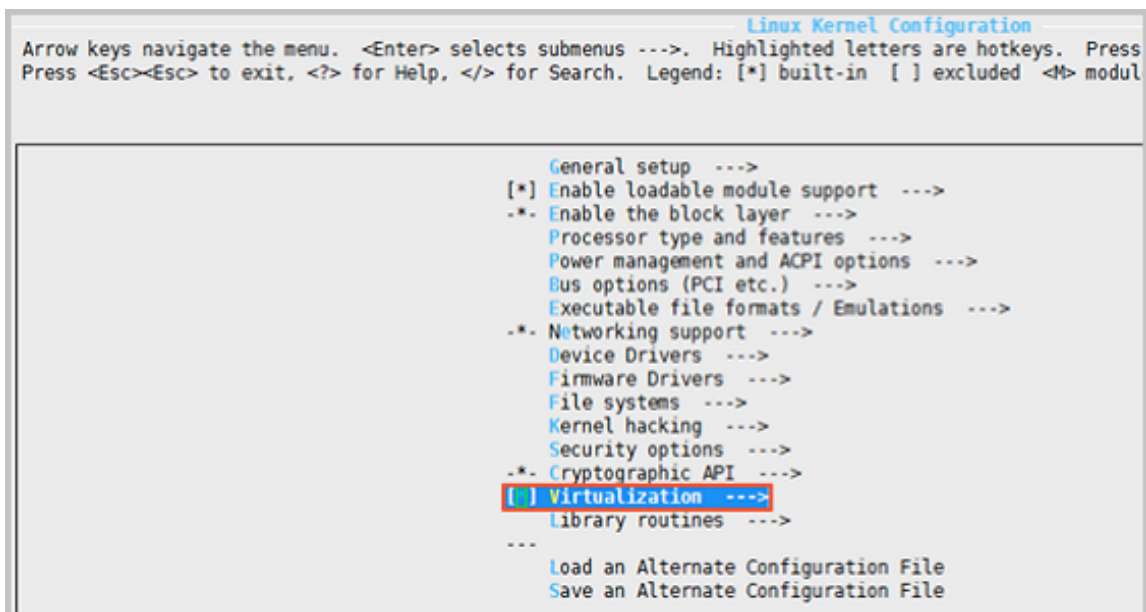 Linux Kernel Configuration
Arrow keys navigate the menu. <Enter> selects submenus --->. Highlighted letters are hotkeys. Press
Press <Esc><Esc> to exit, <?> for Help, </> for Search. Legend: [*] built-in [ ] excluded <M> modul
General setup --->
[*] Enable loadable module support --->
-*- Enable the block layer --->
Processor type and features --->
Power management and ACPI options --->
Bus options (PCI etc.) --->
Executable file formats / Emulations --->
-*- Networking support --->
Device Drivers --->
Firmware Drivers --->
File systems --->
Kernel hacking --->
Security options --->
-*- Cryptographic API --->
[*] Virtualization --->
Library routines --->
---
Load an Alternate Configuration File
Save an Alternate Configuration File